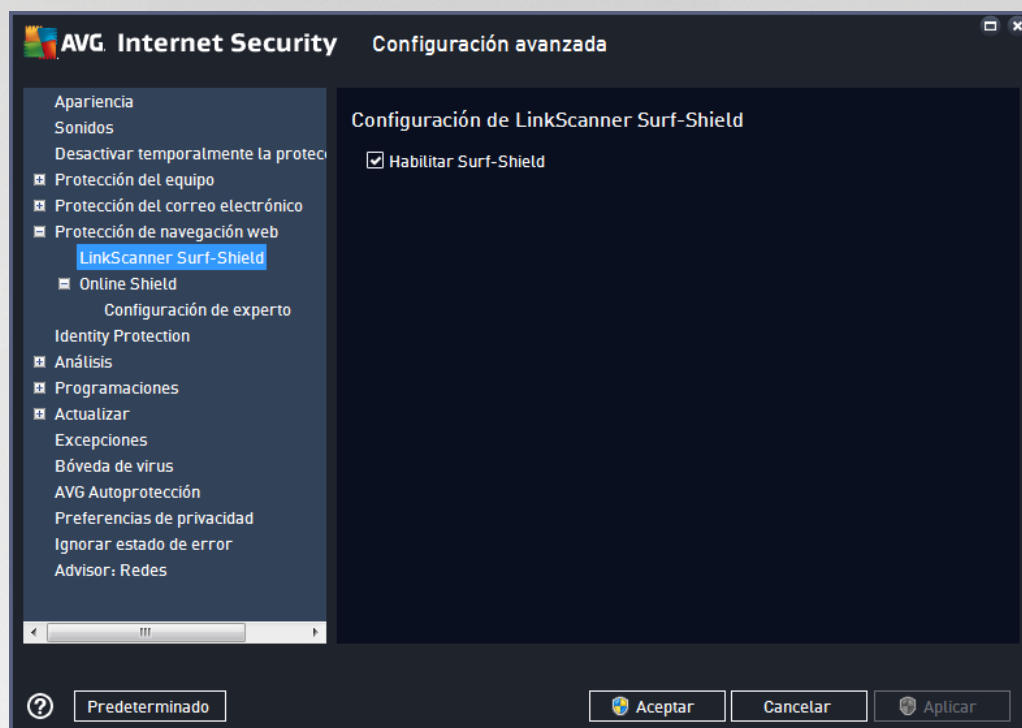 AVG. Internet Security Configuración avanzada
Apariencia
Sonidos
Desactivar temporalmente la protec
Protección del equipo
Protección del correo electrónico
Protección de navegación web
LinkScanner Surf-Shield
Online Shield
Configuración de experto
Identity Protection
Análisis
Programaciones
Actualizar
Excepciones
Bóveda de virus
AVG Autoprotección
Preferencias de privacidad
Ignorar estado de error
Advisor: Redes
Configuración de LinkScanner Surf-Shield
Habilitar Surf-Shield
Predeterminado
Aceptar
Cancelar
Aplicar